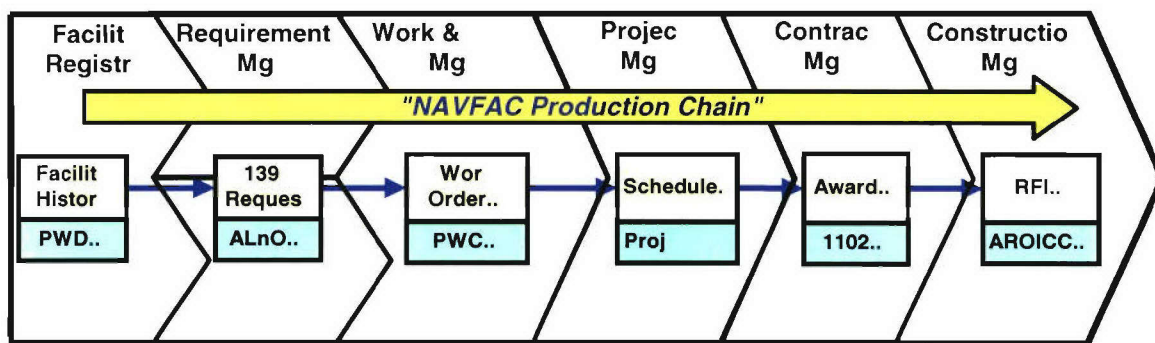 Facilit
Registr
Requirement
Mg
Work &
Mg
Projec
Mg
Contrac
Mg
Constructio
Mg
"NAVFAC Production Chain"
Facilit
Histor
PWD..
139
Reques
ALnO..
Wor
Order..
PWC..
Schedule.
Proj
Award..
1102..
RFI..
AROICC..